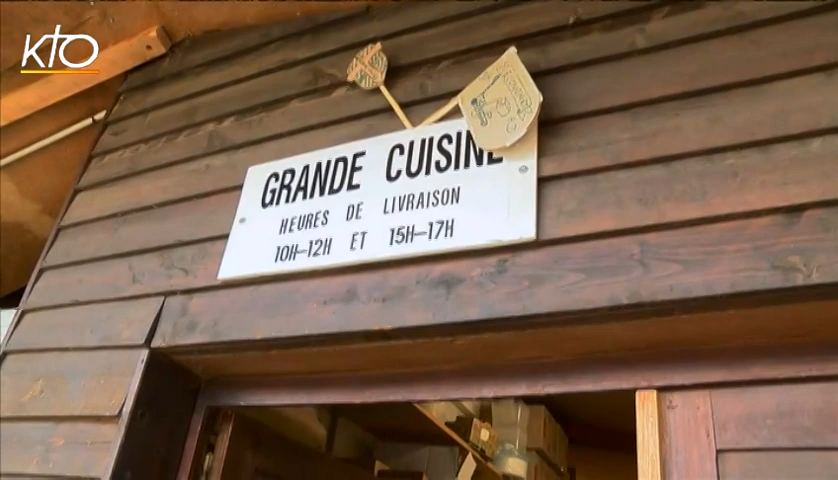 KTO
GRANDE CUISINE
HEURES DE LIVRAISON
10H-12H ET 15H-17H